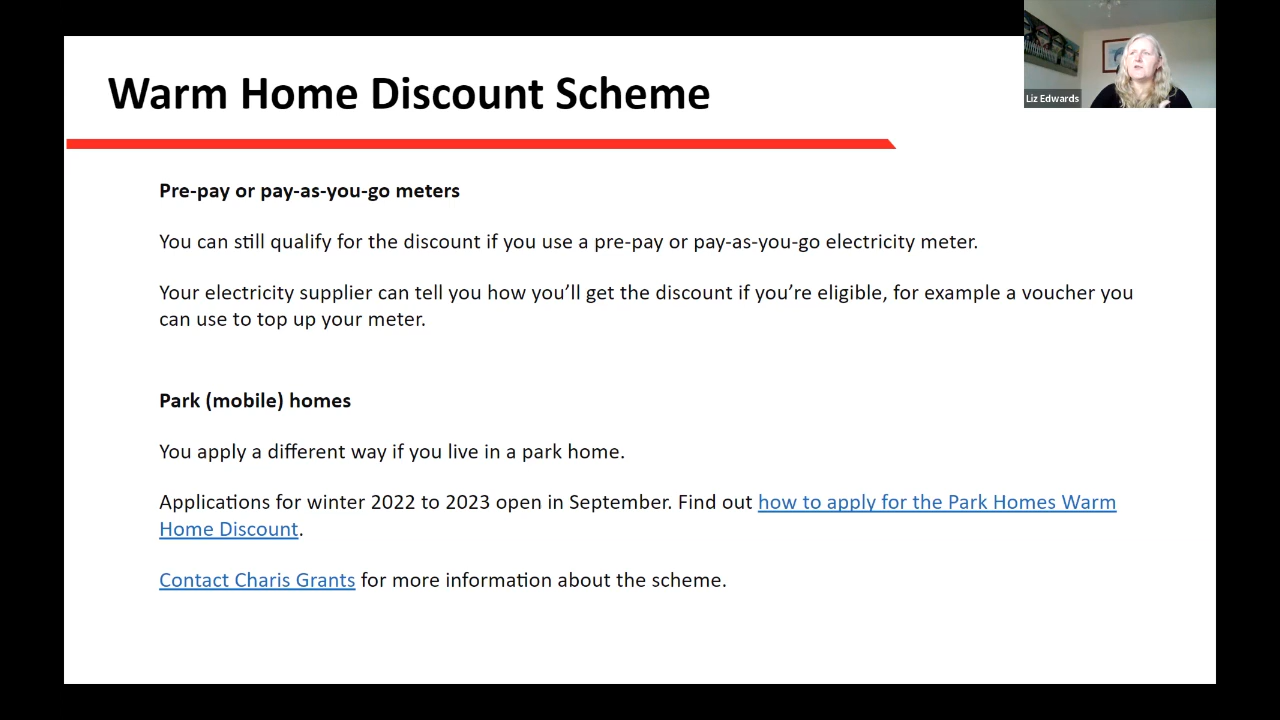 Warm Home Discount Scheme
Liz Edwards
Pre-pay or pay-as-you-go meters
You can still qualify for the discount if you use a pre-pay or pay-as-you-go electricity meter.
Your electricity supplier can tell you how you’ll get the discount if you’re eligible, for example a voucher you
can use to top up your meter.
Park (mobile) homes
You apply a different way if you live in a park home.
Applications for winter 2022 to 2023 open in September. Find out how to apply for the Park Homes Warm
Home Discount.
Contact Charis Grants for more information about the scheme.